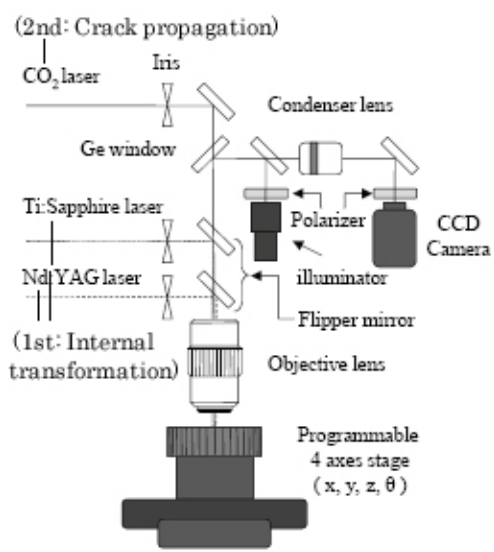 (2nd: Crack propagation)
CO2 laser
Iris
Condenser lens
Ge window
Ti:Sapphire laser
Polarizer
CCD
Camera
Nd:YAG laser
illuminator
Flipper mirror
(1st: Internal
transformation)
Objective lens
Programmable
4 axes stage
( x, y, z, θ )